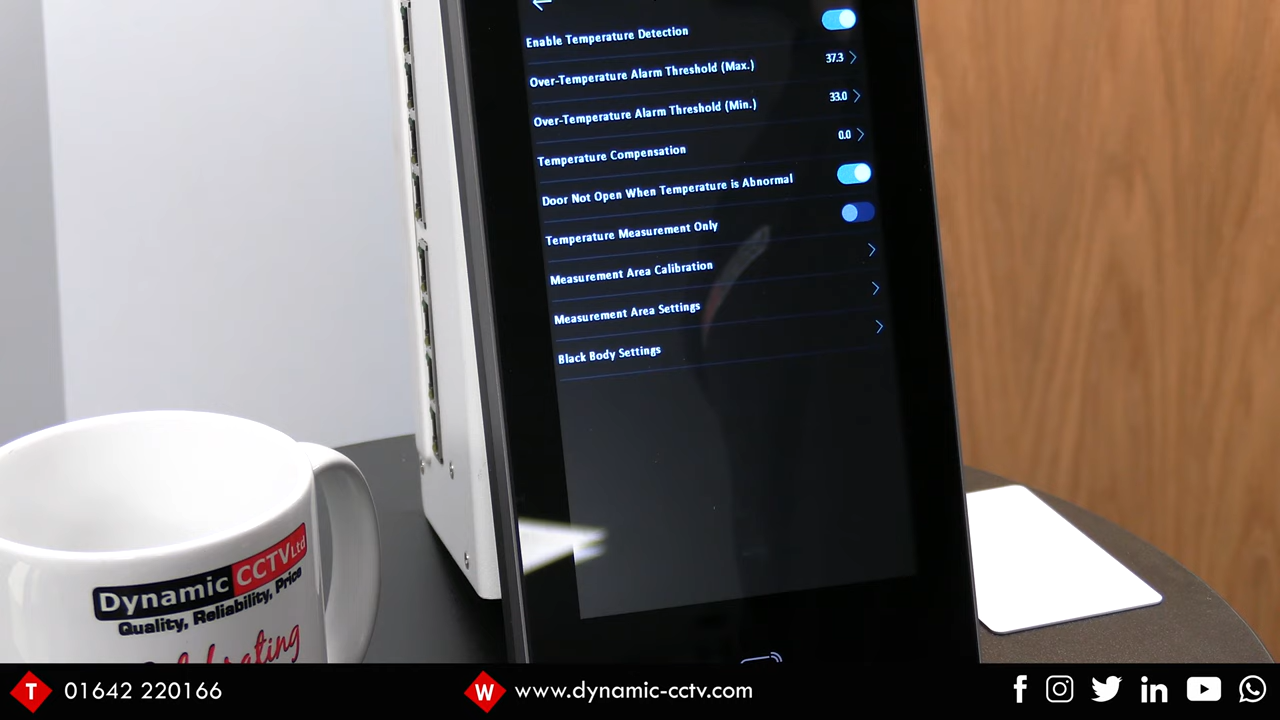 Enable Temperature Detection
Over-Temperature Alarm Threshold (Max.) 37.3
Over-Temperature Alarm Threshold (Min.) 33.0
Temperature Compensation 0.0
Door Not Open When Temperature is Abnormal
Temperature Measurement Only
Measurement Area Calibration
Measurement Area Settings
Black Body Settings
Dynamic CCTV Ltd
Quality, Reliability, Price
T 01642 220166
W www.dynamic-cctv.com